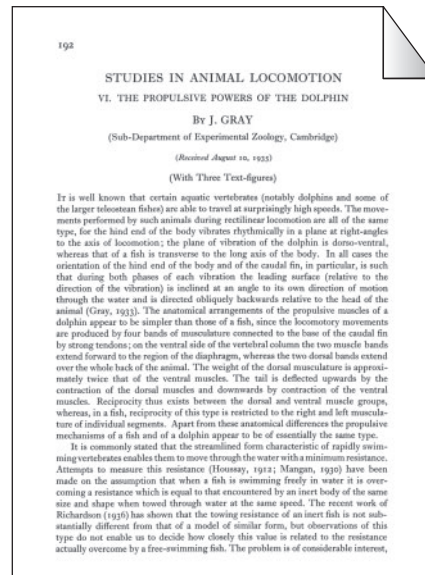 192
STUDIES IN ANIMAL LOCOMOTION
VI. THE PROPULSIVE POWERS OF THE DOLPHIN
By J. GRAY
(Sub-Department of Experimental Zoology, Cambridge)
(Received August 10, 1935)
(With Three Text-figures)
It is well known that certain aquatic vertebrates (notably dolphins and some of
the larger teleostean fishes) are able to travel at surprisingly high speeds. The move-
ments performed by such animals during rectilinear locomotion are all of the same
type, for the hind end of the body vibrates rhythmically in a plane at right-angles
to the axis of locomotion; the plane of vibration of the dolphin is dorso-ventral,
whereas that of a fish is transverse to the long axis of the body. In all cases the
orientation of the hind end of the body and of the caudal fin, in particular, is such
that during both phases of each vibration the leading surface (relative to the
direction of the vibration) is inclined at an angle to its own direction of motion
through the water and is directed obliquely backwards relative to the head of the
animal (Gray, 1933). The anatomical arrangements of the propulsive muscles of a
dolphin appear to be simpler than those of a fish, since the locomotory movements
are produced by four bands of musculature connected to the base of the caudal fin
by strong tendons; on the ventral side of the vertebral column the two muscle bands
extend forward to the region of the diaphragm, whereas the two dorsal bands extend
over the whole back of the animal. The weight of the dorsal musculature is approxi-
mately twice that of the ventral muscles. The tail is deflected upwards by the
contraction of the dorsal muscles and downwards by contraction of the ventral
muscles. Reciprocity thus exists between the dorsal and ventral muscle groups,
whereas, in a fish, reciprocity of this type is restricted to the right and left muscula-
ture of individual segments. Apart from these anatomical differences the propulsive
mechanisms of a fish and of a dolphin appear to be of essentially the same type.
It is commonly stated that the streamlined form characteristic of rapidly swim-
ming vertebrates enables them to move through the water with a minimum resistance.
Attempts to measure this resistance (Houssay, 1912; Mangan, 1930) have been
made on the assumption that when a fish is swimming freely in water it is over-
coming a resistance which is equal to that encountered by an inert body of the same
size and shape when towed through water at the same speed. The recent work of
Richardson (1936) has shown that the towing resistance of an inert fish is not sub-
stantially different from that of a model of similar form, but observations of this
type do not enable us to decide how closely this value is related to the resistance
actually overcome by a free-swimming fish. The problem is of considerable interest,